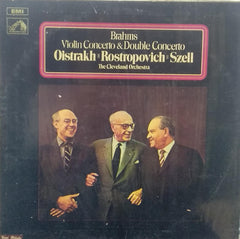 EMI
Brahms
Violin Concerto & Double Concerto
Oistrakh · Rostropovich · Szell
The Cleveland Orchestra